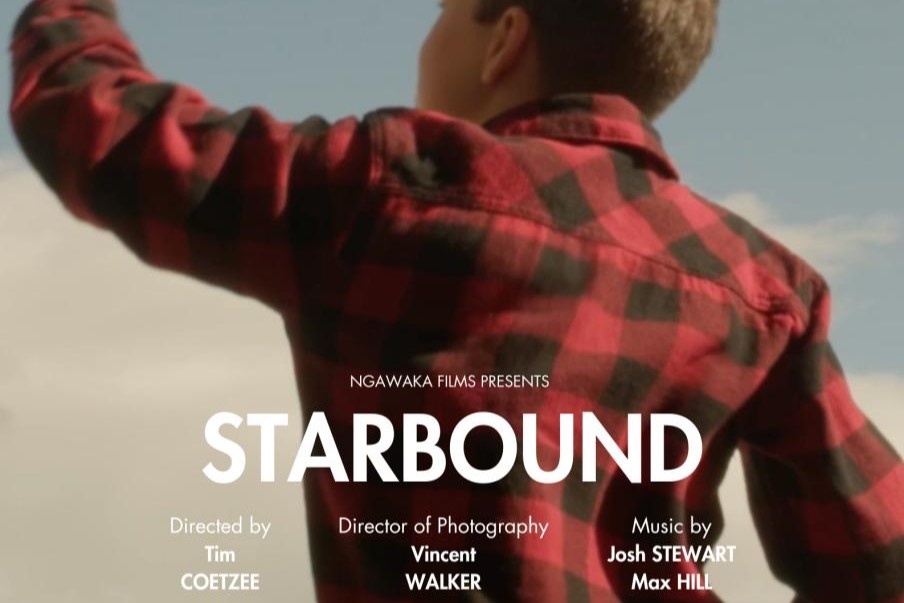 NGAWAKA FILMS PRESENTS
STARBOUND
Directed by
Tim
COETZEE
Director of Photography
Vincent
WALKER
Music by
Josh STEWART
Max HILL